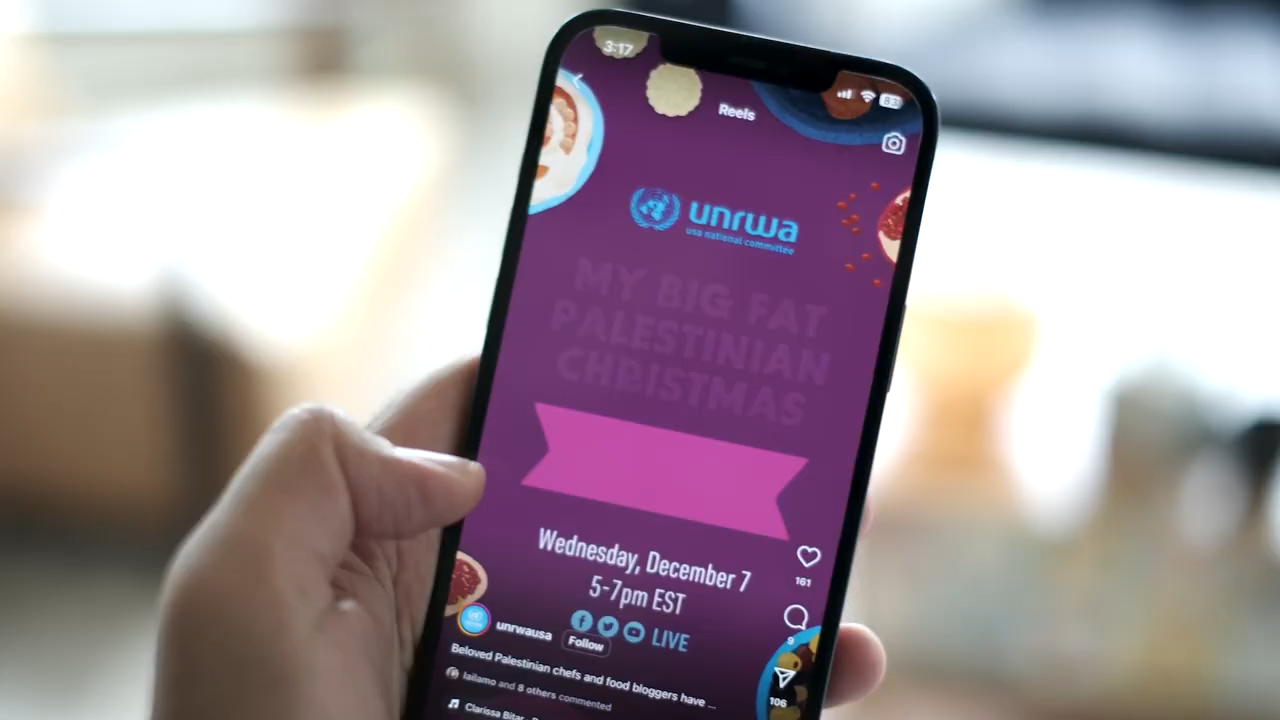 3:17
83
Reels
unrwa
usa national committee
MY BIG FAT
PALESTINIAN
CHRISTMAS
Wednesday, December 7
5-7pm EST
LIVE
161
9
106
unrwausa
Follow
Beloved Palestinian chefs and food bloggers have ...
lailamo and 8 others commented
Clarissa Bitar